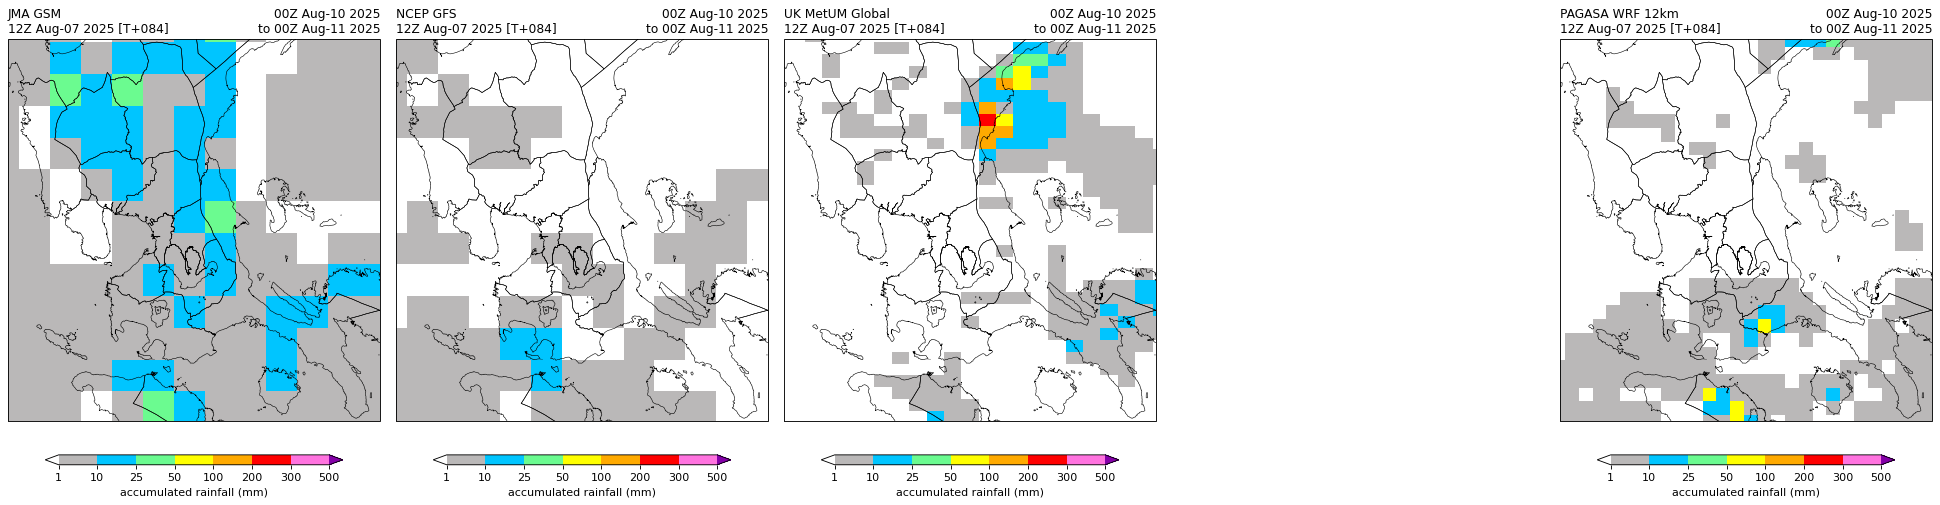 JMA GSM 00Z Aug-10 2025
12Z Aug-07 2025 [T+084] to 00Z Aug-11 2025
1 10 25 50 100 200 300 500
accumulated rainfall (mm)
NCEP GFS 00Z Aug-10 2025
12Z Aug-07 2025 [T+084] to 00Z Aug-11 2025
1 10 25 50 100 200 300 500
accumulated rainfall (mm)
UK MetUM Global 00Z Aug-10 2025
12Z Aug-07 2025 [T+084] to 00Z Aug-11 2025
1 10 25 50 100 200 300 500
accumulated rainfall (mm)
PAGASA WRF 12km 00Z Aug-10 2025
12Z Aug-07 2025 [T+084] to 00Z Aug-11 2025
1 10 25 50 100 200 300 500
accumulated rainfall (mm)